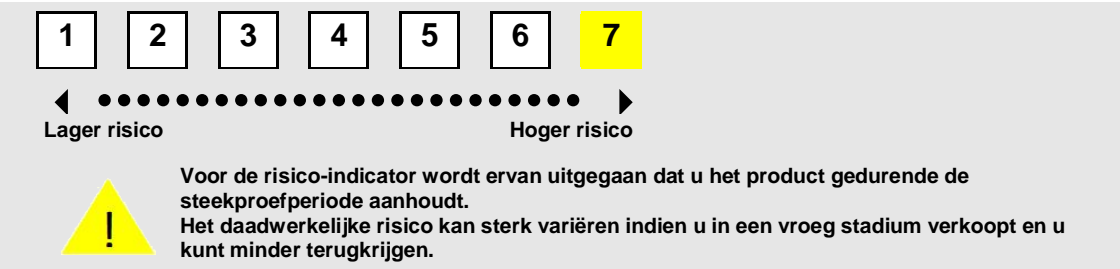 1 2 3 4 5 6 7
Lager risico Hoger risico
Voor de risico-indicator wordt ervan uitgegaan dat u het product gedurende de
steekproefperiode aanhoudt.
Het daadwerkelijke risico kan sterk variëren indien u in een vroeg stadium verkoopt en u
kunt minder terugkrijgen.
!